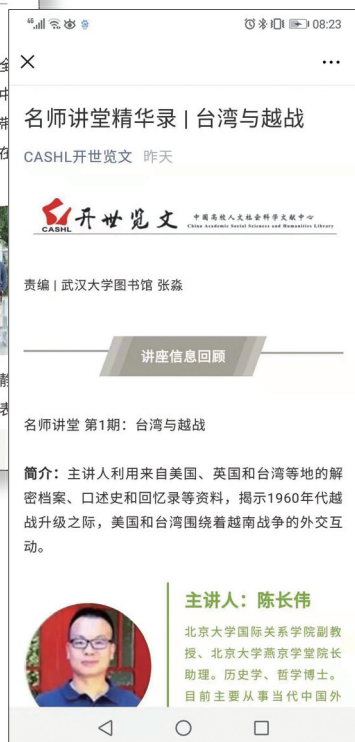 08:23
名师讲堂精华录 | 台湾与越战
CASHL开世览文 昨天
CASHL
开世览文
中国高校人文社会科学文献中心
China Academic Social Sciences and Humanities Library
责编 | 武汉大学图书馆 张淼
讲座信息回顾
名师讲堂 第1期：台湾与越战
简介：主讲人利用来自美国、英国和台湾等地的解
密档案、口述史和回忆录等资料，揭示1960年代越
战升级之际，美国和台湾围绕着越南战争的外交互
动。
主讲人：陈长伟
北京大学国际关系学院副教
授、北京大学燕京学堂院长
助理。历史学、哲学博士。
目前主要从事当代中国外